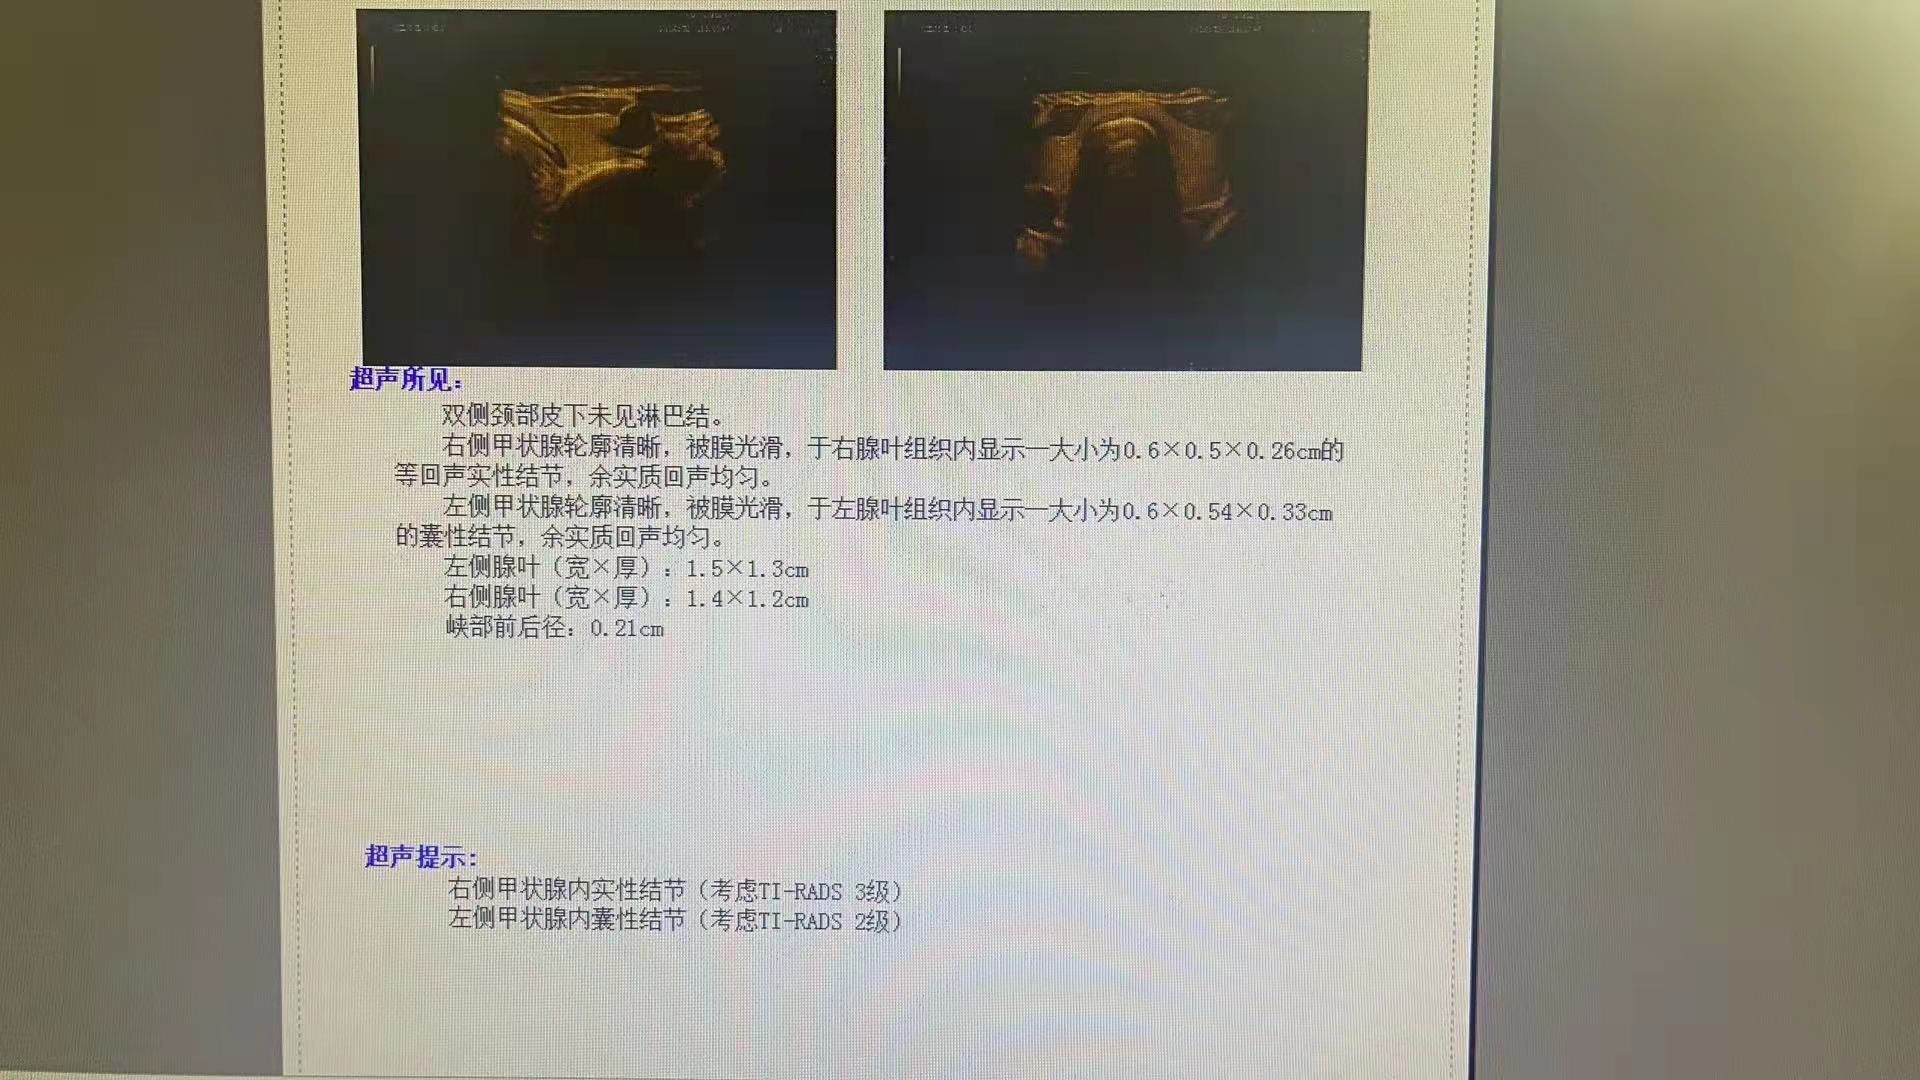 超声所见：
双侧颈部皮下未见淋巴结。
右侧甲状腺轮廓清晰，被膜光滑，于右腺叶组织内显示一大小为0.6×0.5×0.26cm的
等回声实性结节，余实质回声均匀。
左侧甲状腺轮廓清晰，被膜光滑，于左腺叶组织内显示一大小为0.6×0.54×0.33cm
的囊性结节，余实质回声均匀。
左侧腺叶（宽×厚）：1.5×1.3cm
右侧腺叶（宽×厚）：1.4×1.2cm
峡部前后径：0.21cm
超声提示：
右侧甲状腺内实性结节（考虑TI-RADS 3级）
左侧甲状腺内囊性结节（考虑TI-RADS 2级）